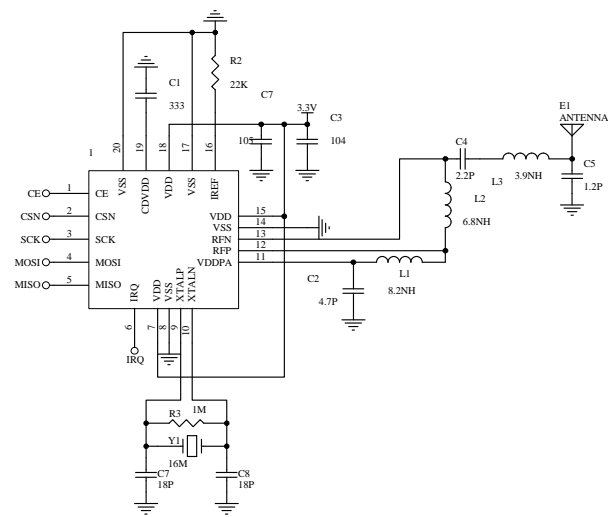 R2
22K
C1
333
C7
105
3.3V
C3
104
1
20
19
18
17
16
VSS
CDVDD
VDD
VSS
IREF
CE
1
CE
CSN
2
CSN
SCK
3
SCK
MOSI
4
MOSI
MISO
5
MISO
VDD
15
VSS
14
RFN
13
RFP
12
VDDPA
11
IRQ
VDD
VSS
XTALP
XTALN
6
7
8
9
10
IRQ
C2
4.7P
L1
8.2NH
L2
6.8NH
C4
2.2P
L3
3.9NH
E1
ANTENNA
C5
1.2P
R3
1M
Y1
16M
C7
18P
C8
18P